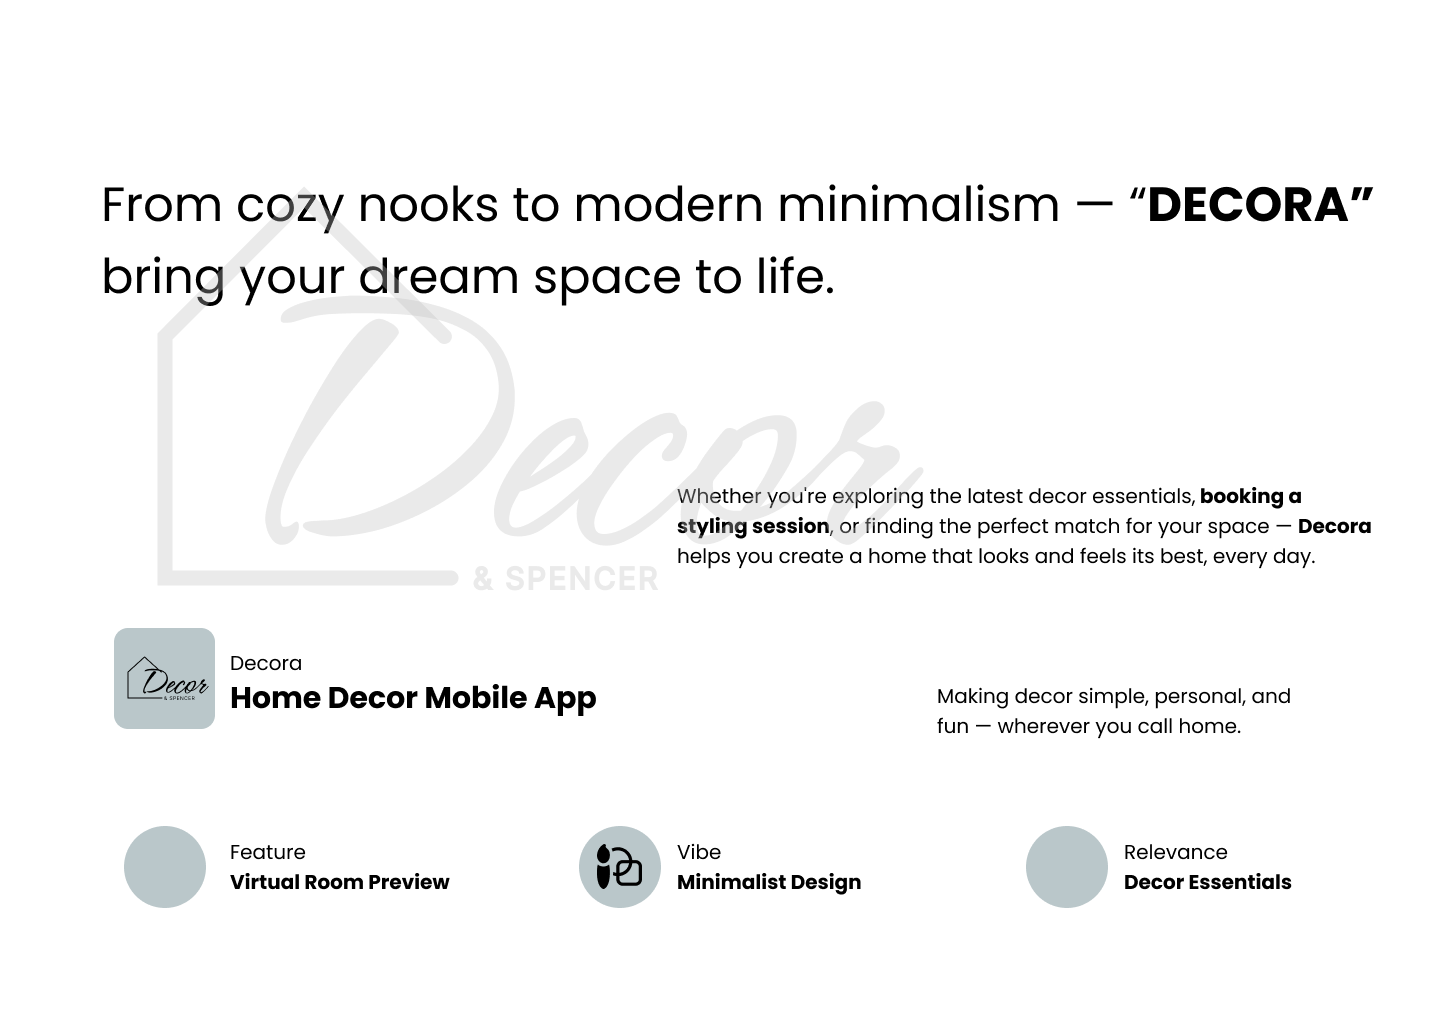 From cozy nooks to modern minimalism — “DECORA”
bring your dream space to life.
Decor
& SPENCER
Whether you're exploring the latest decor essentials, booking a
styling session, or finding the perfect match for your space — Decora
helps you create a home that looks and feels its best, every day.
Decor
& SPENCER
Decora
Home Decor Mobile App
Making decor simple, personal, and
fun — wherever you call home.
Feature
Virtual Room Preview
Vibe
Minimalist Design
Relevance
Decor Essentials